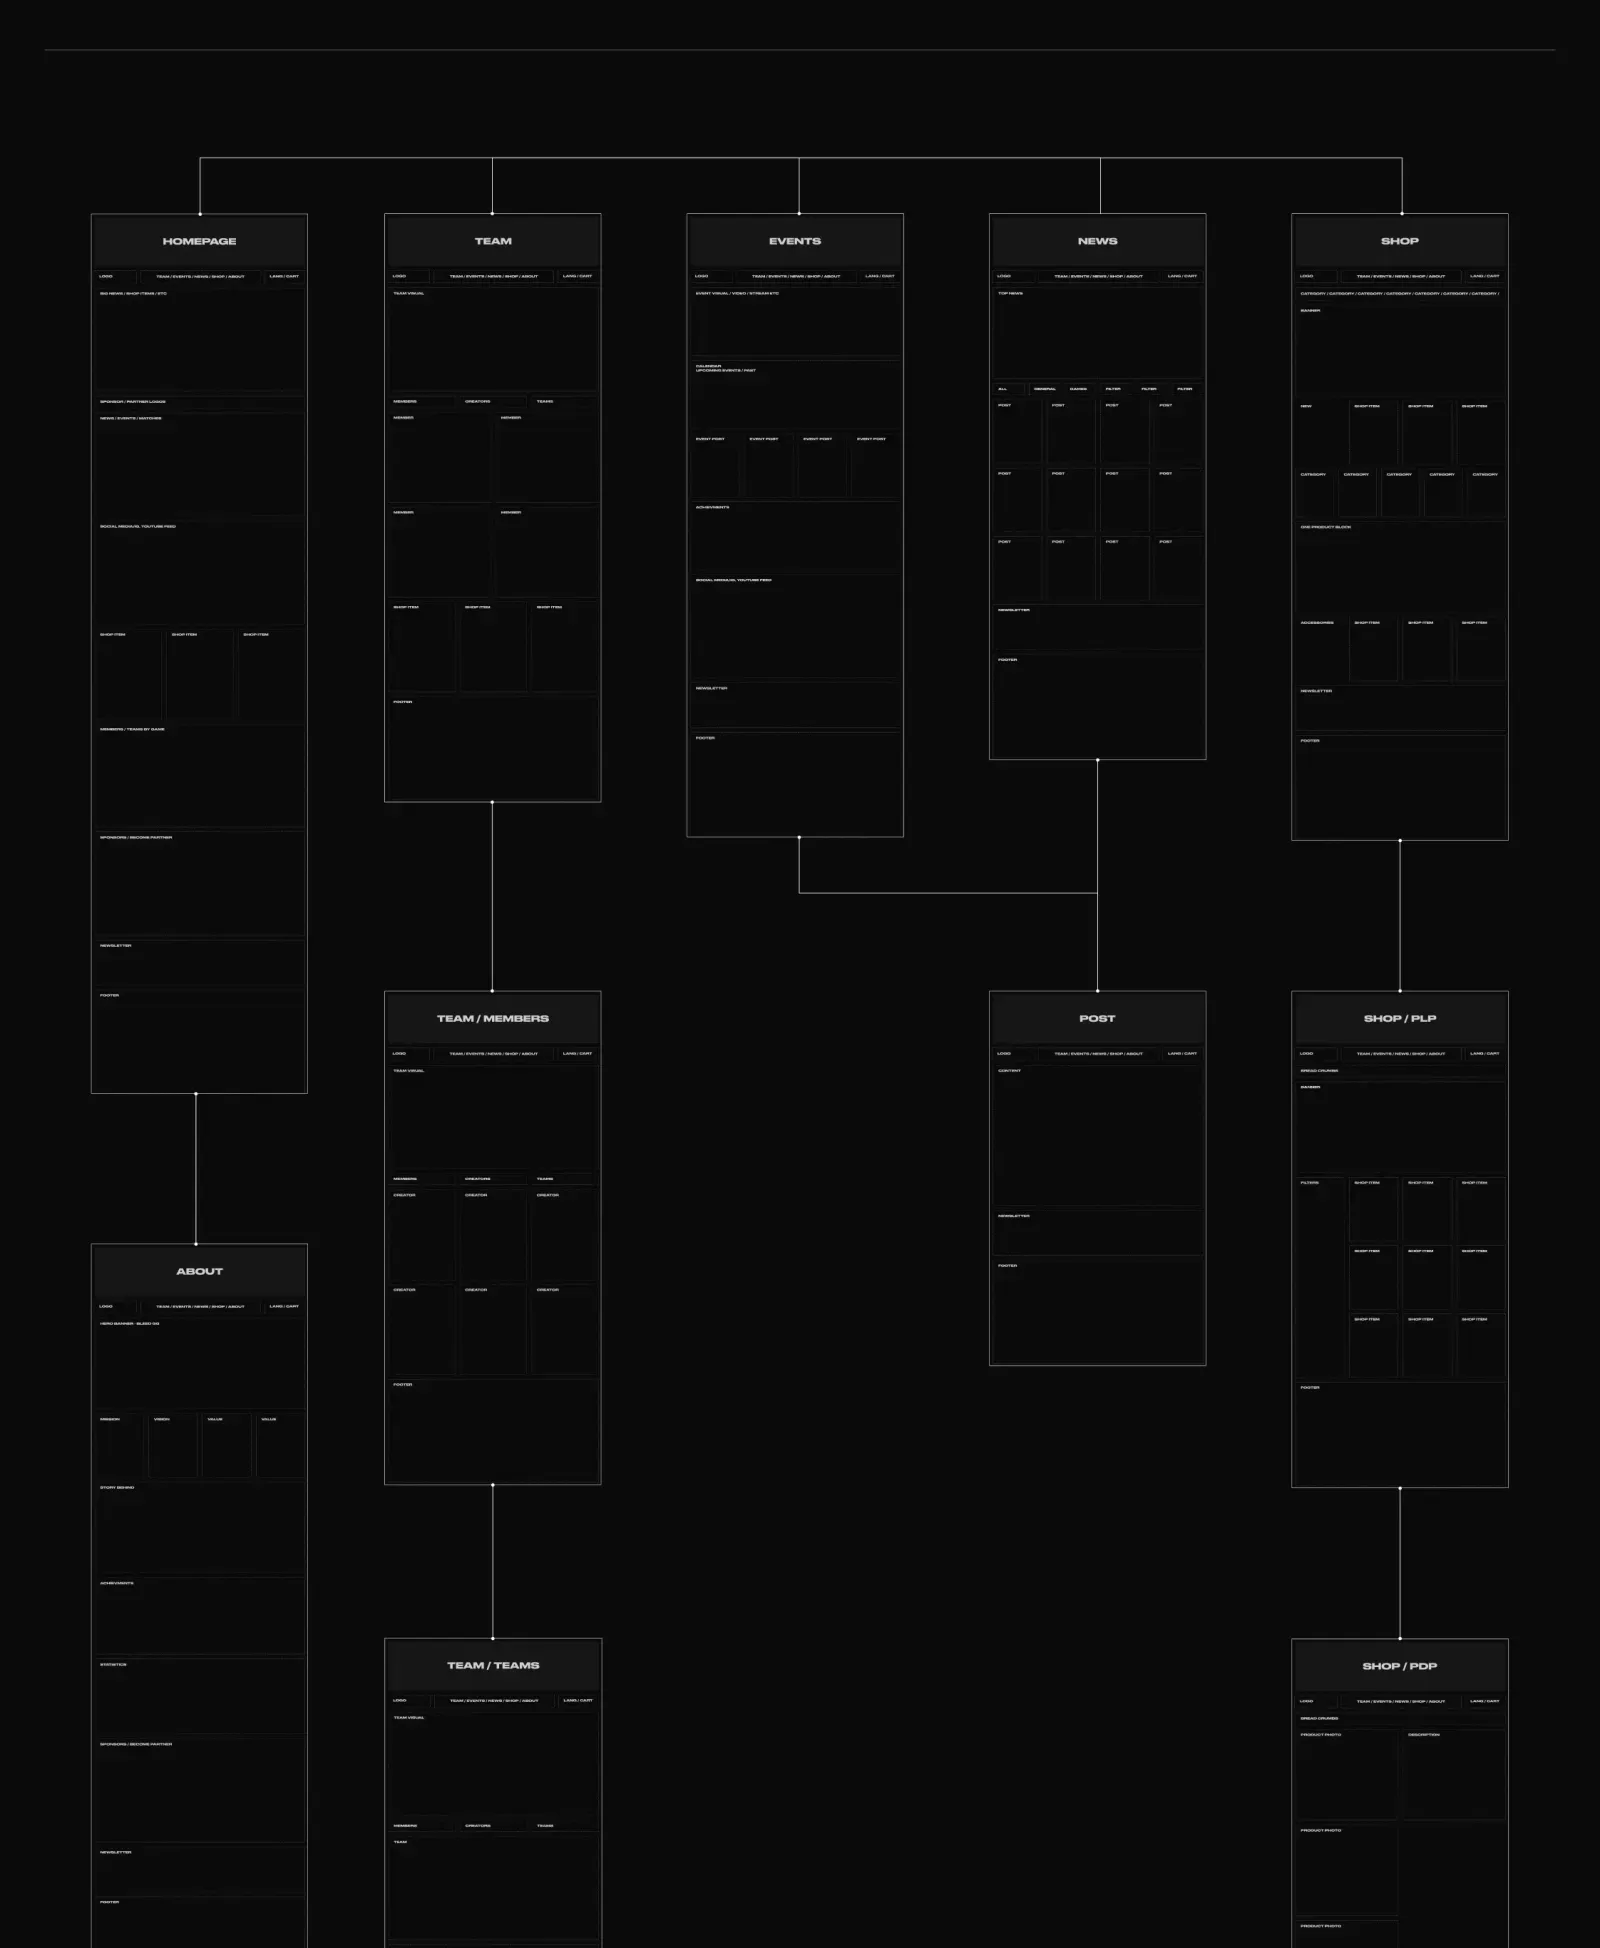 HOMEPAGE
LOGO
TEAM / EVENTS / NEWS / SHOP / ABOUT
LANG / CART
BIG NEWS / SHOP ITEMS / ETC
SPONSOR / PARTNER LOGOS
NEWS / EVENTS / MATCHES
SOCIAL MEDIA/IG, YOUTUBE FEED
SHOP ITEM
SHOP ITEM
SHOP ITEM
MEMBERS / TEAMS BY GAME
SPONSORS / BECOME PARTNER
NEWSLETTER
FOOTER
ABOUT
LOGO
TEAM / EVENTS / NEWS / SHOP / ABOUT
LANG / CART
HERO BANNER - BLEED GG
MISSION
VISION
VALUE
VALUE
STORY BEHIND
ACHIEVMENTS
STATISTICS
SPONSORS / BECOME PARTNER
NEWSLETTER
FOOTER
TEAM
LOGO
TEAM / EVENTS / NEWS / SHOP / ABOUT
LANG / CART
TEAM VISUAL
MEMBERS
CREATORS
TEAMS
MEMBER
MEMBER
MEMBER
MEMBER
SHOP ITEM
SHOP ITEM
SHOP ITEM
FOOTER
TEAM / MEMBERS
LOGO
TEAM / EVENTS / NEWS / SHOP / ABOUT
LANG / CART
TEAM VISUAL
MEMBERS
CREATORS
TEAMS
CREATOR
CREATOR
CREATOR
CREATOR
CREATOR
CREATOR
FOOTER
TEAM / TEAMS
LOGO
TEAM / EVENTS / NEWS / SHOP / ABOUT
LANG / CART
TEAM VISUAL
MEMBERS
CREATORS
TEAMS
TEAM
EVENTS
LOGO
TEAM / EVENTS / NEWS / SHOP / ABOUT
LANG / CART
EVENT VISUAL / VIDEO / STREAM ETC
CALENDAR
UPCOMING EVENTS / PAST
EVENT POST
EVENT POST
EVENT POST
EVENT POST
ACHIEVMENTS
SOCIAL MEDIA/IG, YOUTUBE FEED
NEWSLETTER
FOOTER
NEWS
LOGO
TEAM / EVENTS / NEWS / SHOP / ABOUT
LANG / CART
TOP NEWS
ALL
GENERAL
GAMES
FILTER
FILTER
FILTER
POST
POST
POST
POST
POST
POST
POST
POST
POST
POST
POST
POST
NEWSLETTER
FOOTER
POST
LOGO
TEAM / EVENTS / NEWS / SHOP / ABOUT
LANG / CART
CONTENT
NEWSLETTER
FOOTER
SHOP
LOGO
TEAM / EVENTS / NEWS / SHOP / ABOUT
LANG / CART
CATEGORY / CATEGORY / CATEGORY / CATEGORY / CATEGORY / CATEGORY / CATEGORY /
BANNER
NEW
SHOP ITEM
SHOP ITEM
SHOP ITEM
CATEGORY
CATEGORY
CATEGORY
CATEGORY
CATEGORY
ONE PRODUCT BLOCK
ACCESSORIES
SHOP ITEM
SHOP ITEM
SHOP ITEM
NEWSLETTER
FOOTER
SHOP / PLP
LOGO
TEAM / EVENTS / NEWS / SHOP / ABOUT
LANG / CART
BREAD CRUMBS
BANNER
FILTERS
SHOP ITEM
SHOP ITEM
SHOP ITEM
SHOP ITEM
SHOP ITEM
SHOP ITEM
SHOP ITEM
SHOP ITEM
SHOP ITEM
FOOTER
SHOP / PDP
LOGO
TEAM / EVENTS / NEWS / SHOP / ABOUT
LANG / CART
BREAD CRUMBS
PRODUCT PHOTO
DESCRIPTION
PRODUCT PHOTO
PRODUCT PHOTO